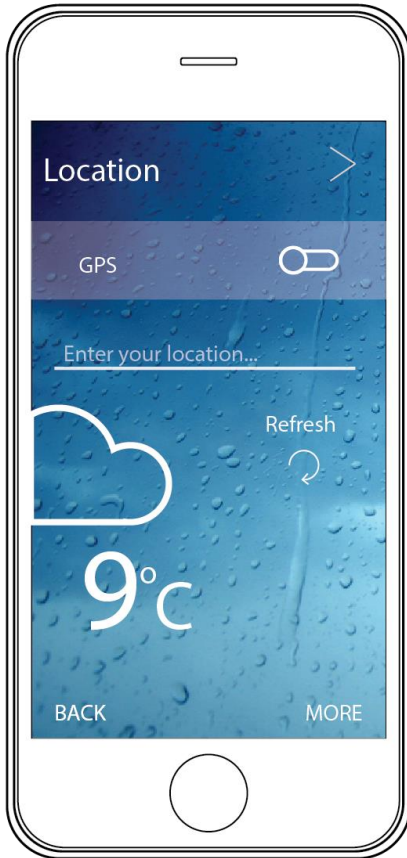 Location
GPS
Enter your location...
Refresh
9°C
BACK
MORE